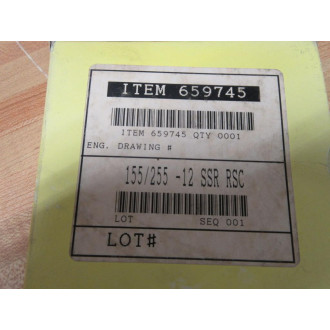 ITEM 659745
ITEM 659745 QTY 0001
ENG. DRAWING #
155/255 -12 SSR RSC
LOT SEQ 001
LOT#